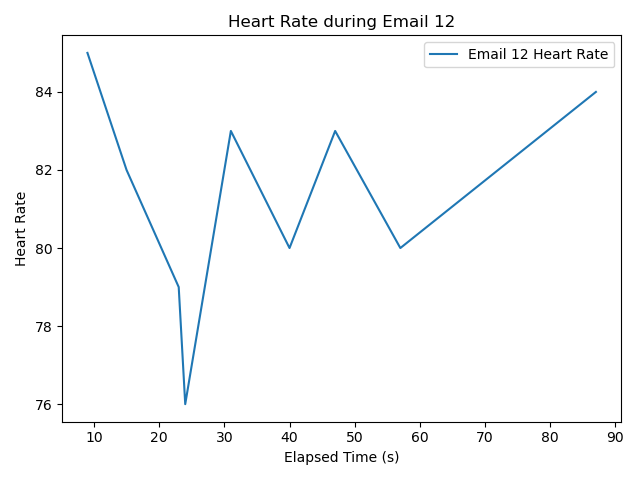 Heart Rate during Email 12
Email 12 Heart Rate
84
82
80
78
76
Heart Rate
10 20 30 40 50 60 70 80 90
Elapsed Time (s)